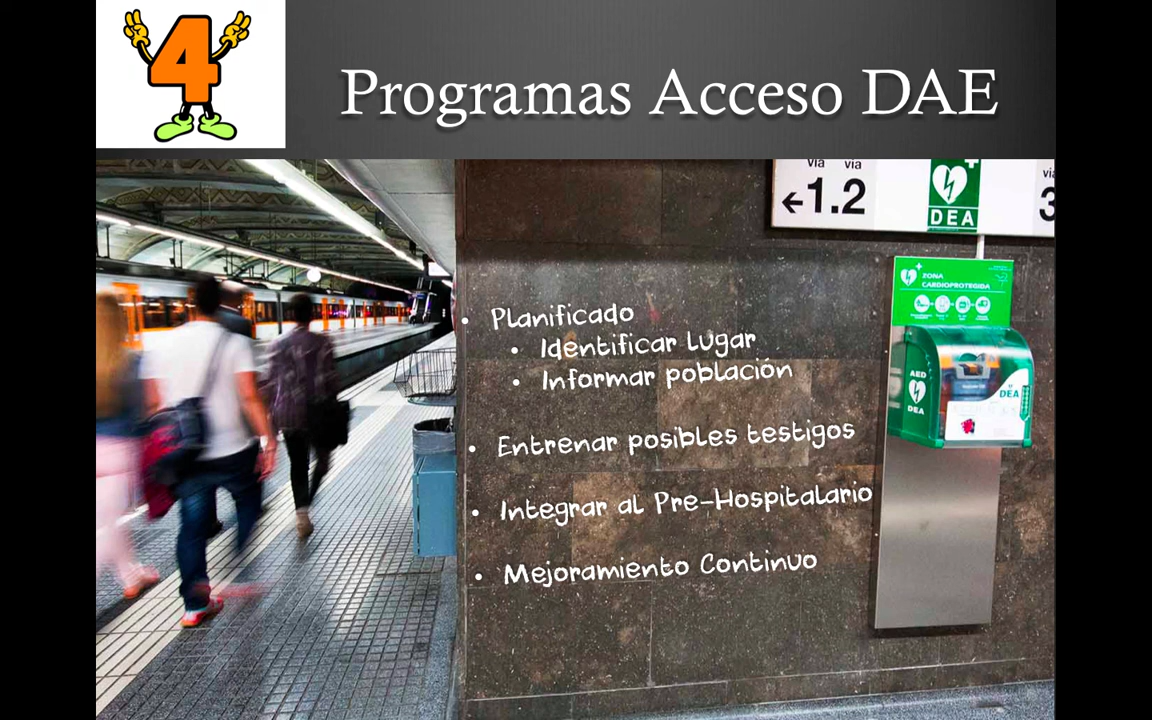 4
Programas Acceso DAE
vía vía
←1.2
DEA
vía
3
ZONA
CARDIOPROTEGIDA
• Planificado
• Identificar Lugar
• Informar población
• Entrenar posibles testigos
• Integrar al Pre-Hospitalario
• Mejoramiento Continuo
AED
DEA
DEA